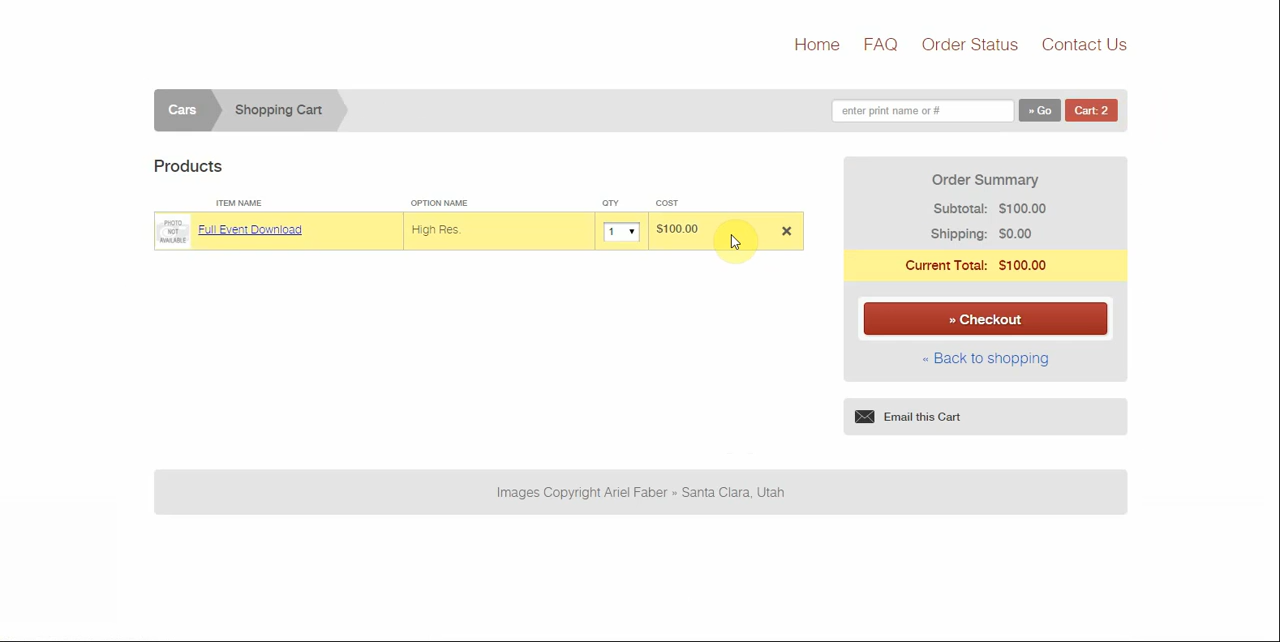 Home FAQ Order Status Contact Us
Cars Shopping Cart enter print name or # » Go Cart: 2
Products
ITEM NAME OPTION NAME QTY COST
PHOTO NOT AVAILABLE
Full Event Download High Res. 1 $100.00
Order Summary
Subtotal: $100.00
Shipping: $0.00
Current Total: $100.00
» Checkout
« Back to shopping
Email this Cart
Images Copyright Ariel Faber » Santa Clara, Utah